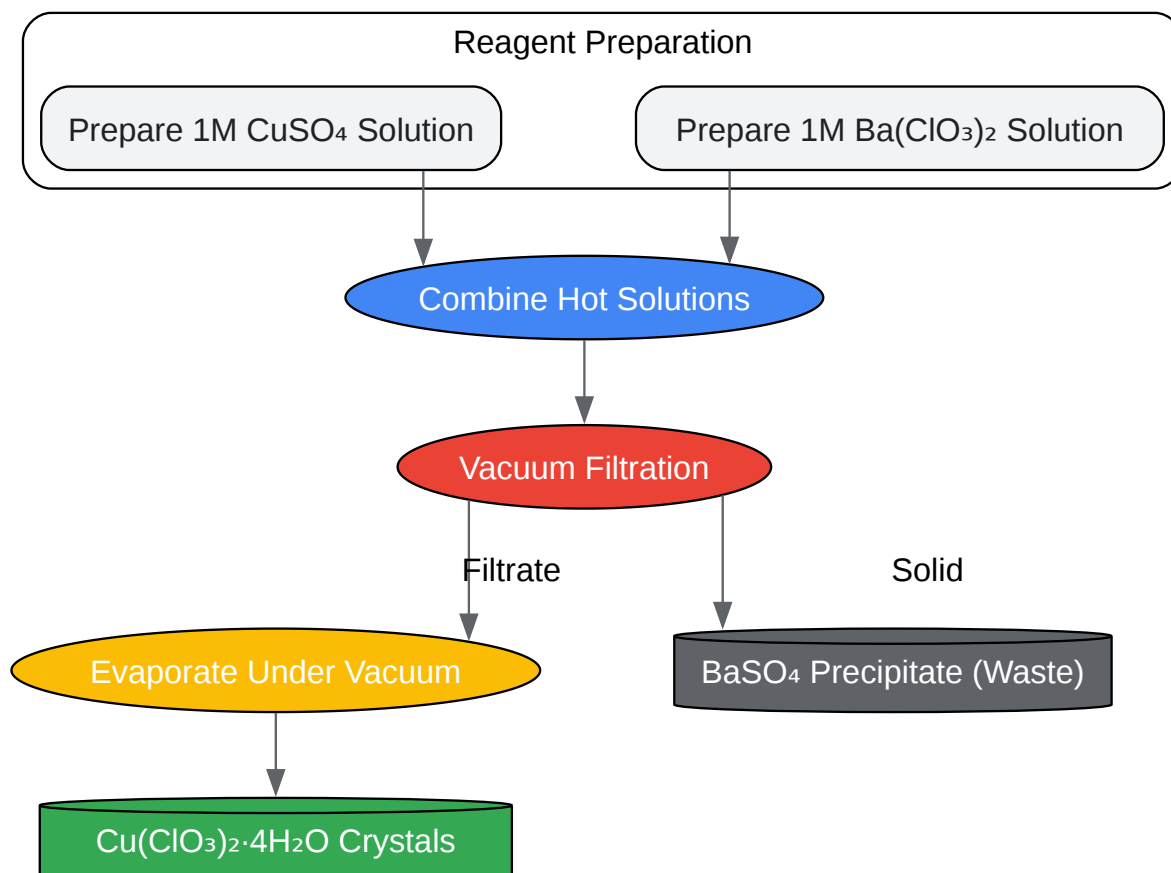 Reagent Preparation
Prepare 1M CuSO₄ Solution
Prepare 1M Ba(ClO₃)₂ Solution
Combine Hot Solutions
Vacuum Filtration
Filtrate
Solid
Evaporate Under Vacuum
BaSO₄ Precipitate (Waste)
Cu(ClO₃)₂·4H₂O Crystals